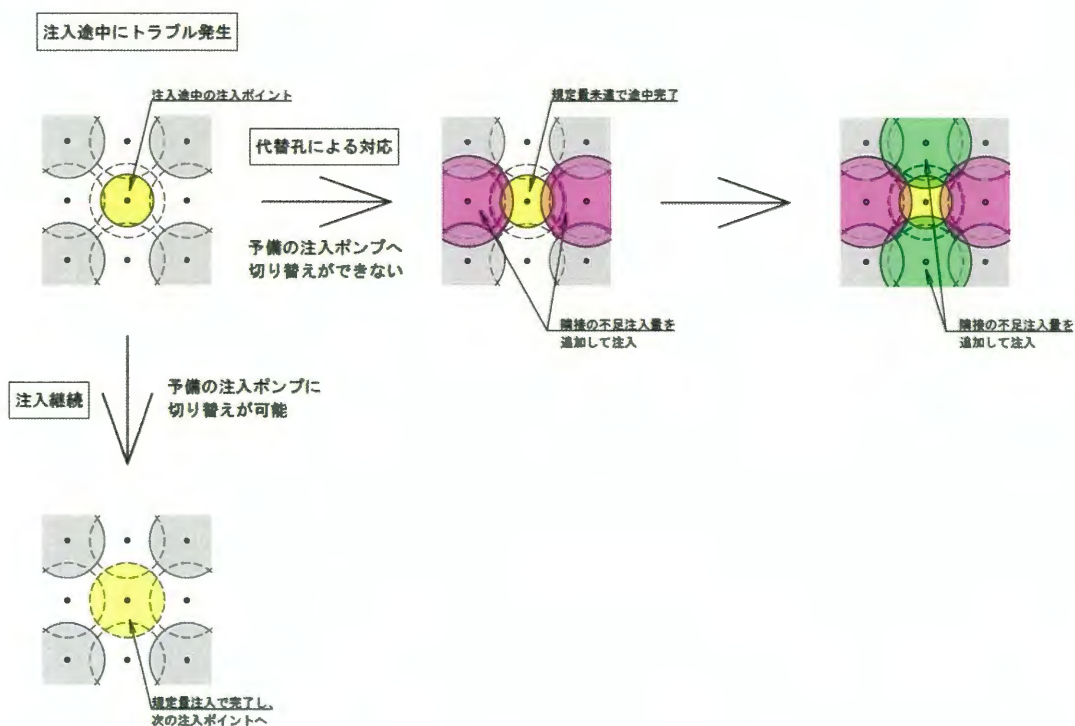 注入途中にトラブル発生
注入途中の注入ポイント
規定量未達で途中完了
代替孔による対応
予備の注入ポンプへ
切り替えができない
隣接の不足注入量を
追加して注入
隣接の不足注入量を
追加して注入
注入継続
予備の注入ポンプに
切り替えが可能
規定量注入で完了し、
次の注入ポイントへ